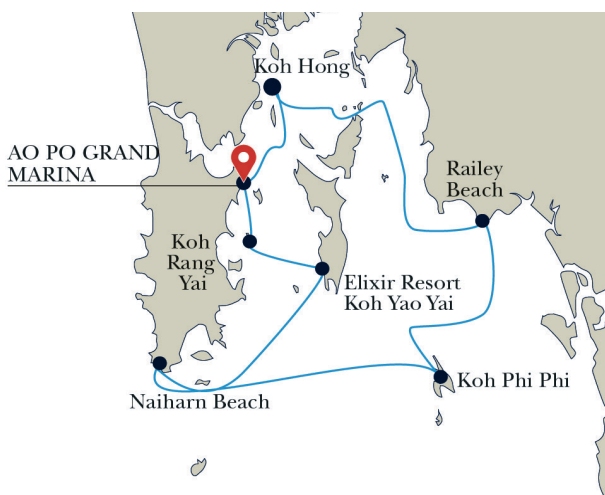 Koh Hong
AO PO GRAND
MARINA
Railey
Beach
Koh
Rang
Yai
Elixir Resort
Koh Yao Yai
Koh Phi Phi
Naiharn Beach